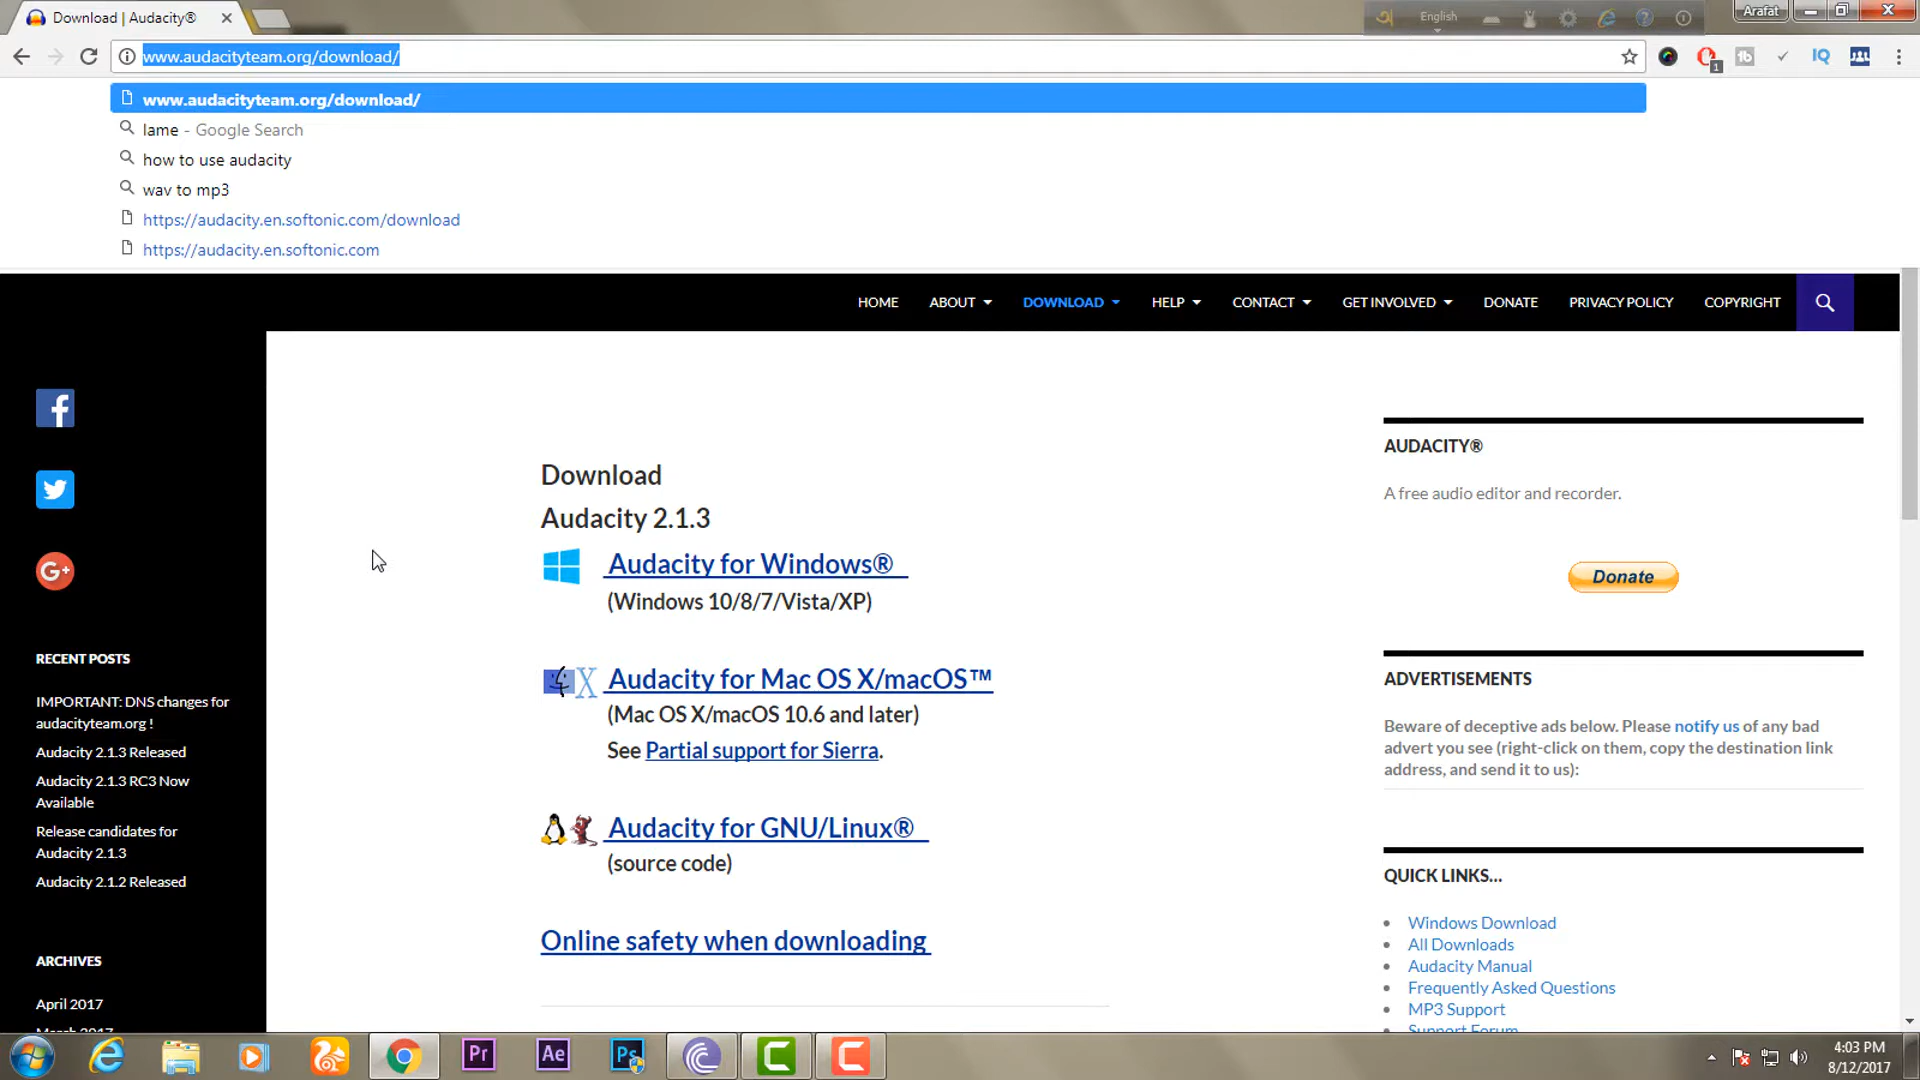 Download | Audacity®
English
Arafat
www.audacityteam.org/download/
1
IQ
www.audacityteam.org/download/
lame - Google Search
how to use audacity
wav to mp3
https://audacity.en.softonic.com/download
https://audacity.en.softonic.com
HOME ABOUT DOWNLOAD HELP CONTACT GET INVOLVED DONATE PRIVACY POLICY COPYRIGHT
G+
RECENT POSTS
IMPORTANT: DNS changes for
audacityteam.org !
Audacity 2.1.3 Released
Audacity 2.1.3 RC3 Now
Available
Release candidates for
Audacity 2.1.3
Audacity 2.1.2 Released
ARCHIVES
April 2017
March 2017
Download
Audacity 2.1.3
Audacity for Windows®
(Windows 10/8/7/Vista/XP)
Audacity for Mac OS X/macOS™
(Mac OS X/macOS 10.6 and later)
See Partial support for Sierra.
Audacity for GNU/Linux®
(source code)
Online safety when downloading
AUDACITY®
A free audio editor and recorder.
Donate
ADVERTISEMENTS
Beware of deceptive ads below. Please notify us of any bad
advert you see (right-click on them, copy the destination link
address, and send it to us):
QUICK LINKS...
Windows Download
All Downloads
Audacity Manual
Frequently Asked Questions
MP3 Support
Support Forum
Pr Ae Ps
4:03 PM
8/12/2017